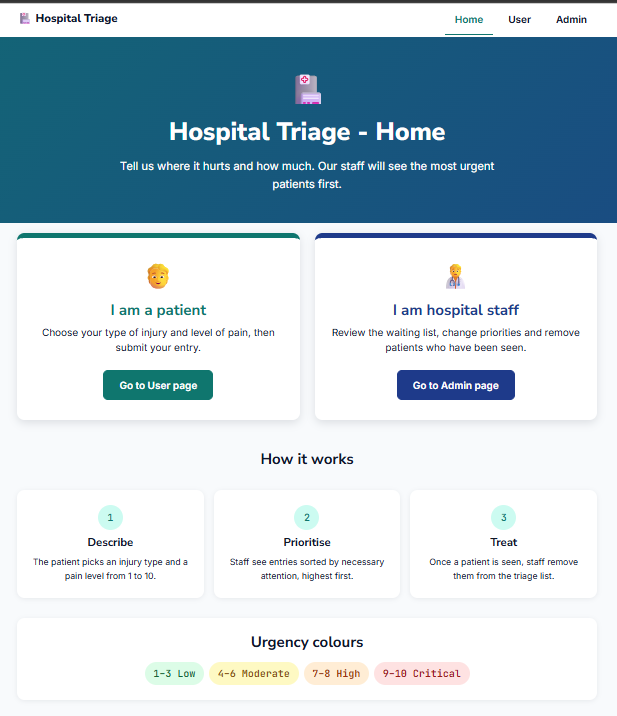 Hospital Triage
Home
User
Admin
Hospital Triage - Home
Tell us where it hurts and how much. Our staff will see the most urgent
patients first.
I am a patient
Choose your type of injury and level of pain, then
submit your entry.
Go to User page
I am hospital staff
Review the waiting list, change priorities and remove
patients who have been seen.
Go to Admin page
How it works
1
Describe
The patient picks an injury type and a
pain level from 1 to 10.
2
Prioritise
Staff see entries sorted by necessary
attention, highest first.
3
Treat
Once a patient is seen, staff remove
them from the triage list.
Urgency colours
1–3 Low
4–6 Moderate
7–8 High
9–10 Critical